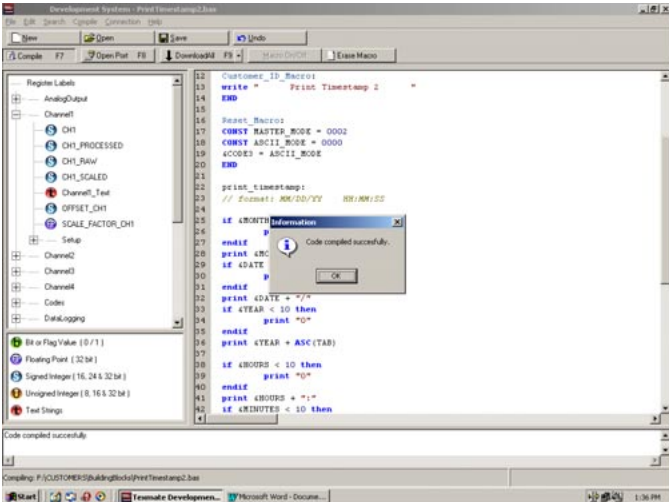 Development System - PrintTimestamp2.bas
File Edit Search Compile Connection Help
New Open Save Undo
Compile F7 Open Port F8 Download/All F9 Macro On/Off Erase Macro
Register Labels
AnalogOutput
Channel1
CH1
CH1_PROCESSED
CH1_RAW
CH1_SCALED
Channel1_Text
OFFSET_CH1
SCALE_FACTOR_CH1
Setup
Channel2
Channel3
Channel4
Codes
DataLogging
Bit or Flag Value ( 0 / 1 )
Floating Point ( 32 bit )
Signed Integer ( 16, 24 & 32 bit )
Unsigned Integer ( 8, 16 & 32 bit )
Text Strings
12 Customer_ID_Macro:
13 write " Print Timestamp 2 "
14 END
15
16 Reset_Macro:
17 CONST MASTER_MODE = 0002
18 CONST ASCII_MODE = 0000
19 &CODE3 = ASCII_MODE
20 END
21
22 print_timestamp:
23 // format: MM/DD/YY HH:MM:SS
24
25 if &MONTH
26 p
27 endif
28 print &MO
29 if &DATE
30 p
31 endif
32 print &DATE + "/"
33 if &YEAR < 10 then
34 print "0"
35 endif
36 print &YEAR + ASC(TAB)
37
38 if &HOURS < 10 then
39 print "0"
40 endif
41 print &HOURS + ":"
42 if &MINUTES < 10 then
Information
Code compiled succesfully.
OK
Code compiled succesfully.
Compiling: P:\CUSTOMERS\BuildingBlocks\PrintTimestamp2.bas
Start Texmate Developmen... Microsoft Word - Docume... 1:36 PM